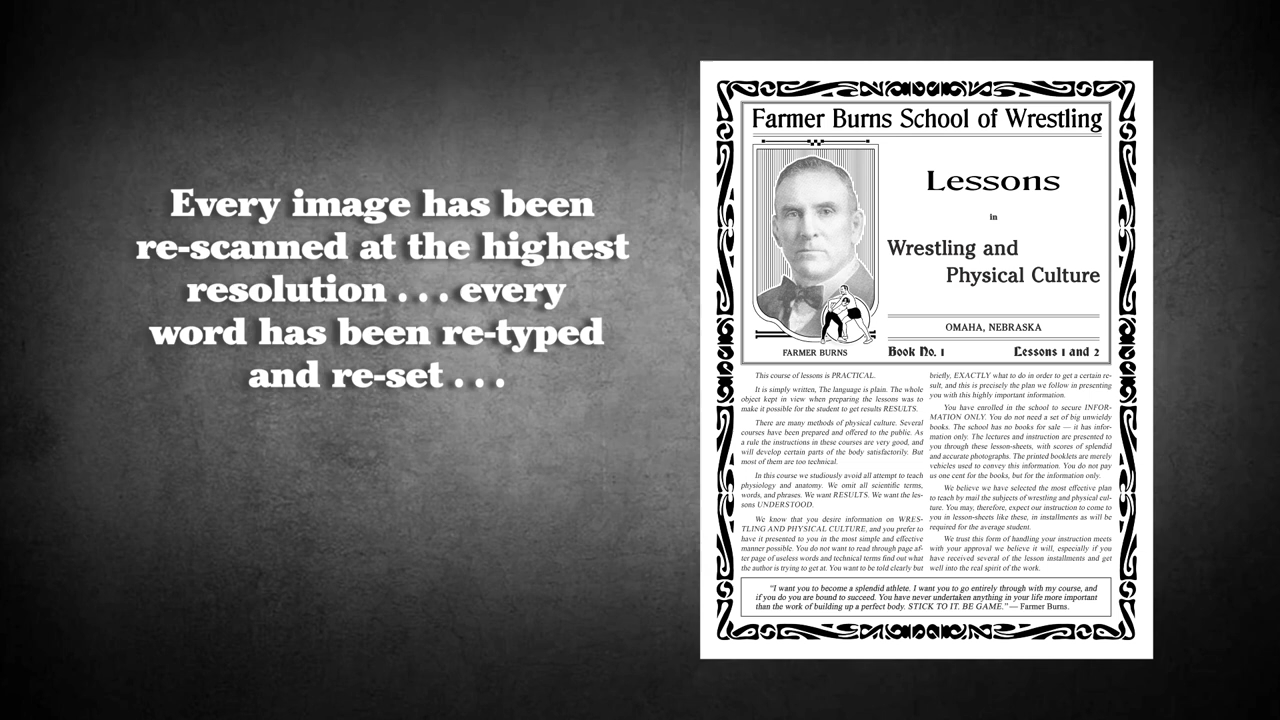 Every image has been
re-scanned at the highest
resolution . . . every
word has been re-typed
and re-set . . .
Farmer Burns School of Wrestling
Lessons
in
Wrestling and
Physical Culture
OMAHA, NEBRASKA
FARMER BURNS
Book No. 1 Lessons 1 and 2
This course of lessons is PRACTICAL.
It is simply written, The language is plain. The whole
object kept in view when preparing the lessons was to
make it possible for the student to get results RESULTS.
There are many methods of physical culture. Several
courses have been prepared and offered to the public. As
a rule the instructions in these courses are very good, and
will develop certain parts of the body satisfactorily. But
most of them are too technical.
In this course we studiously avoid all attempt to teach
physiology and anatomy. We omit all scientific terms,
words, and phrases. We want RESULTS. We want the les-
sons UNDERSTOOD.
We know that you desire information on WRES-
TLING AND PHYSICAL CULTURE, and you prefer to
have it presented to you in the most simple and effective
manner possible. You do not want to read through page af-
ter page of useless words and technical terms find out what
the author is trying to get at. You want to be told clearly but
briefly, EXACTLY what to do in order to get a certain re-
sult, and this is precisely the plan we follow in presenting
you with this highly important information.
You have enrolled in the school to secure INFOR-
MATION ONLY. You do not need a set of big unwieldy
books. The school has no books for sale — it has infor-
mation only. The lectures and instruction are presented to
you through these lesson-sheets, with scores of splendid
and accurate photographs. The printed booklets are merely
vehicles used to convey this information. You do not pay
us one cent for the books, but for the information only.
We believe we have selected the most effective plan
to teach by mail the subjects of wrestling and physical cul-
ture. You may, therefore, expect our instruction to come to
you in lesson-sheets like these, in installments as will be
required for the average student.
We trust this form of handling your instruction meets
with your approval we believe it will, especially if you
have received several of the lesson installments and get
well into the real spirit of the work.
"I want you to become a splendid athlete. I want you to go entirely through with my course, and
if you do you are bound to succeed. You have never undertaken anything in your life more important
than the work of building up a perfect body. STICK TO IT. BE GAME." — Farmer Burns.